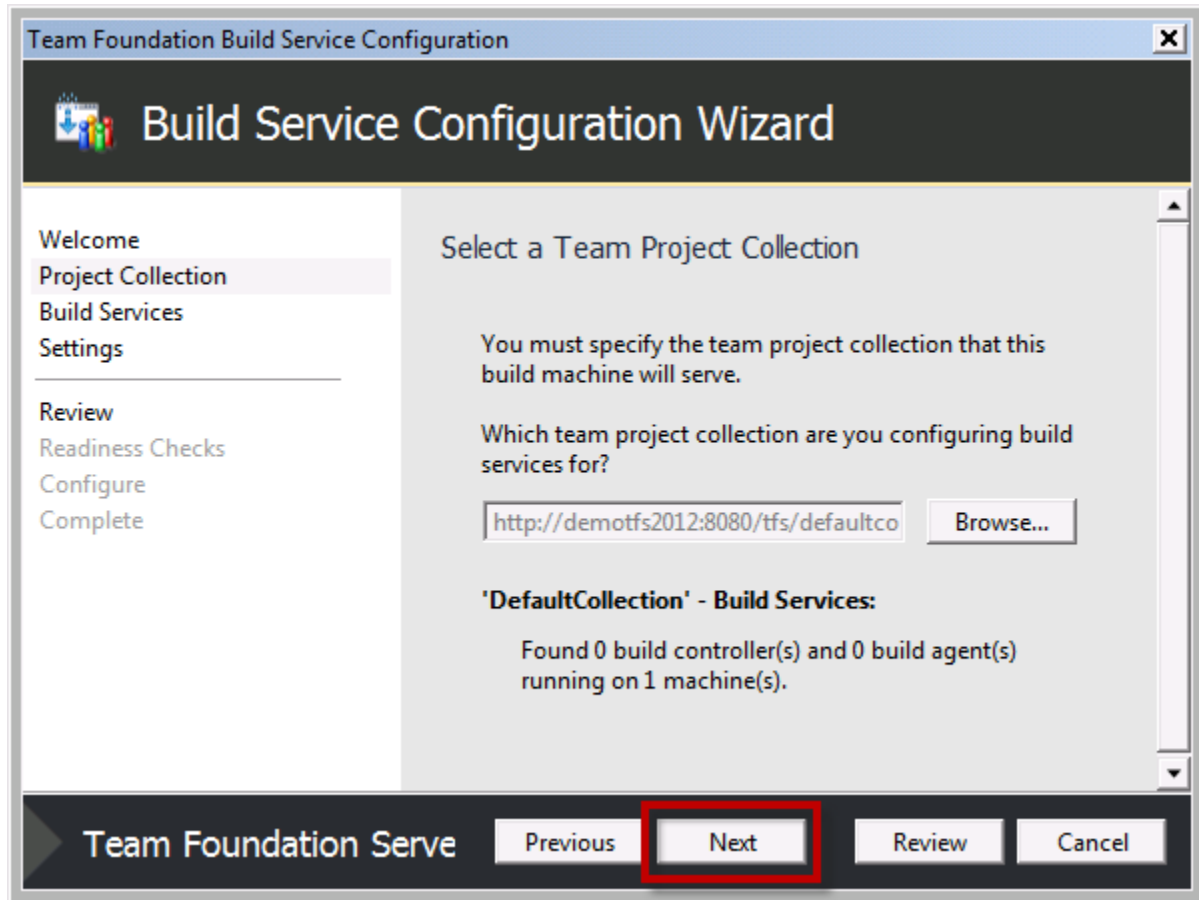 Team Foundation Build Service Configuration
Build Service Configuration Wizard
Welcome
Project Collection
Build Services
Settings
Review
Readiness Checks
Configure
Complete
Select a Team Project Collection
You must specify the team project collection that this
build machine will serve.
Which team project collection are you configuring build
services for?
http://demotfs2012:8080/tfs/defaultco
Browse...
'DefaultCollection' - Build Services:
Found 0 build controller(s) and 0 build agent(s)
running on 1 machine(s).
Team Foundation Serve
Previous
Next
Review
Cancel